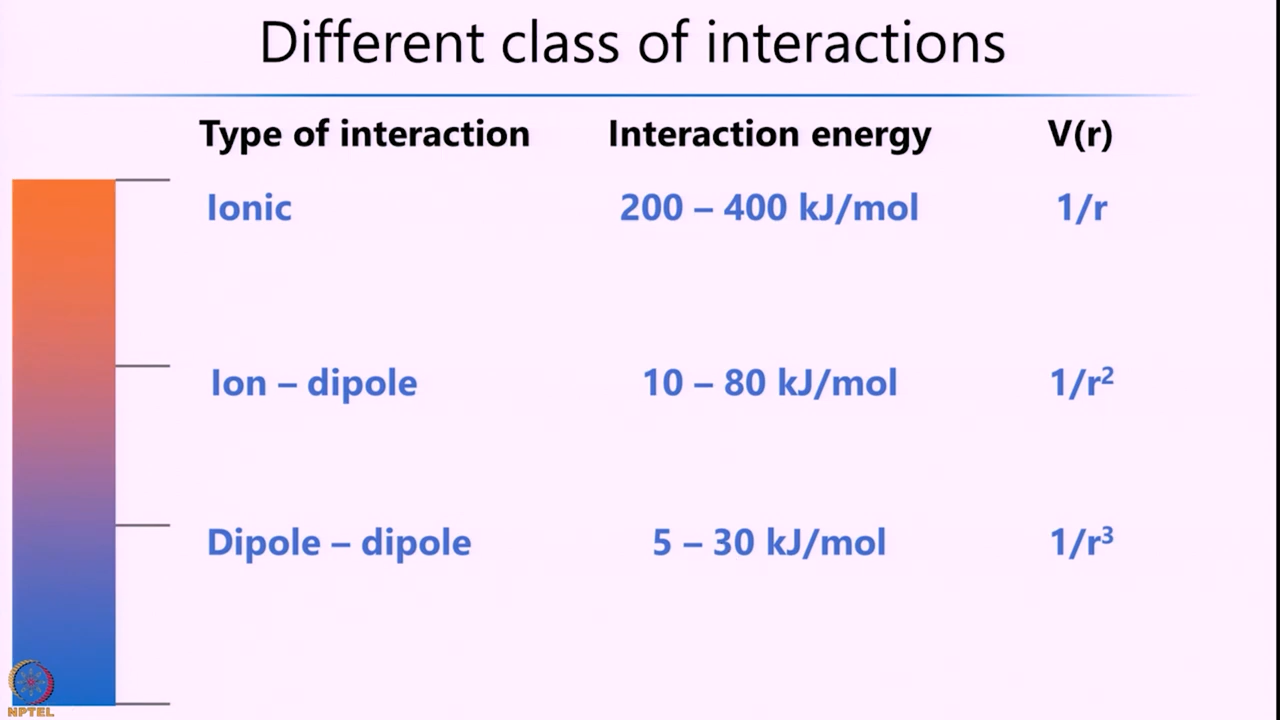 Different class of interactions
Type of interaction Interaction energy V(r)
Ionic 200 – 400 kJ/mol 1/r
Ion – dipole 10 – 80 kJ/mol 1/r²
Dipole – dipole 5 – 30 kJ/mol 1/r³
NPTEL